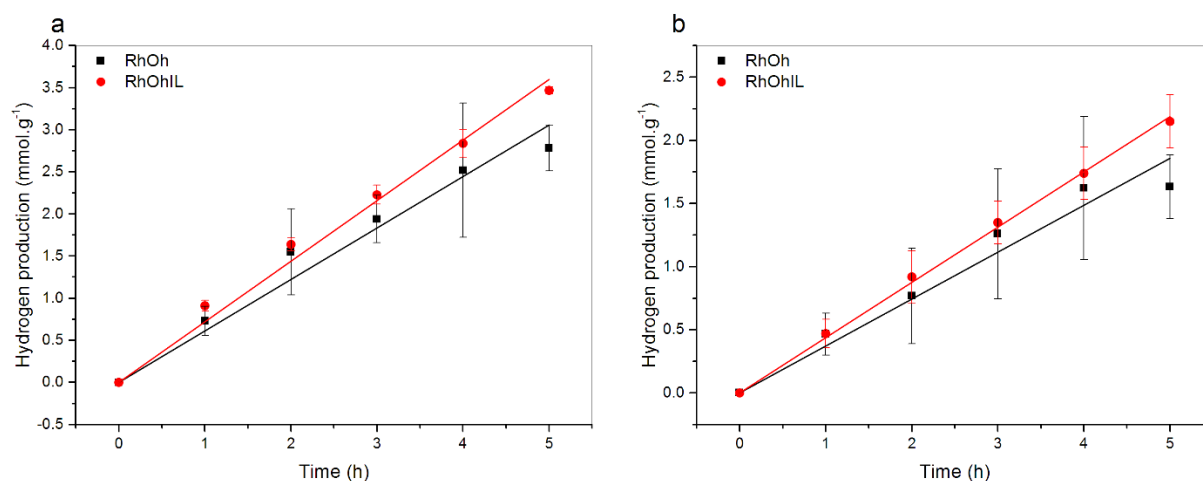 a
RhOh
RhOhIL
Hydrogen production (mmol.g⁻¹)
4.0
3.5
3.0
2.5
2.0
1.5
1.0
0.5
0.0
-0.5
0 1 2 3 4 5
Time (h)
b
RhOh
RhOhIL
Hydrogen production (mmol.g⁻¹)
2.5
2.0
1.5
1.0
0.5
0.0
0 1 2 3 4 5
Time (h)